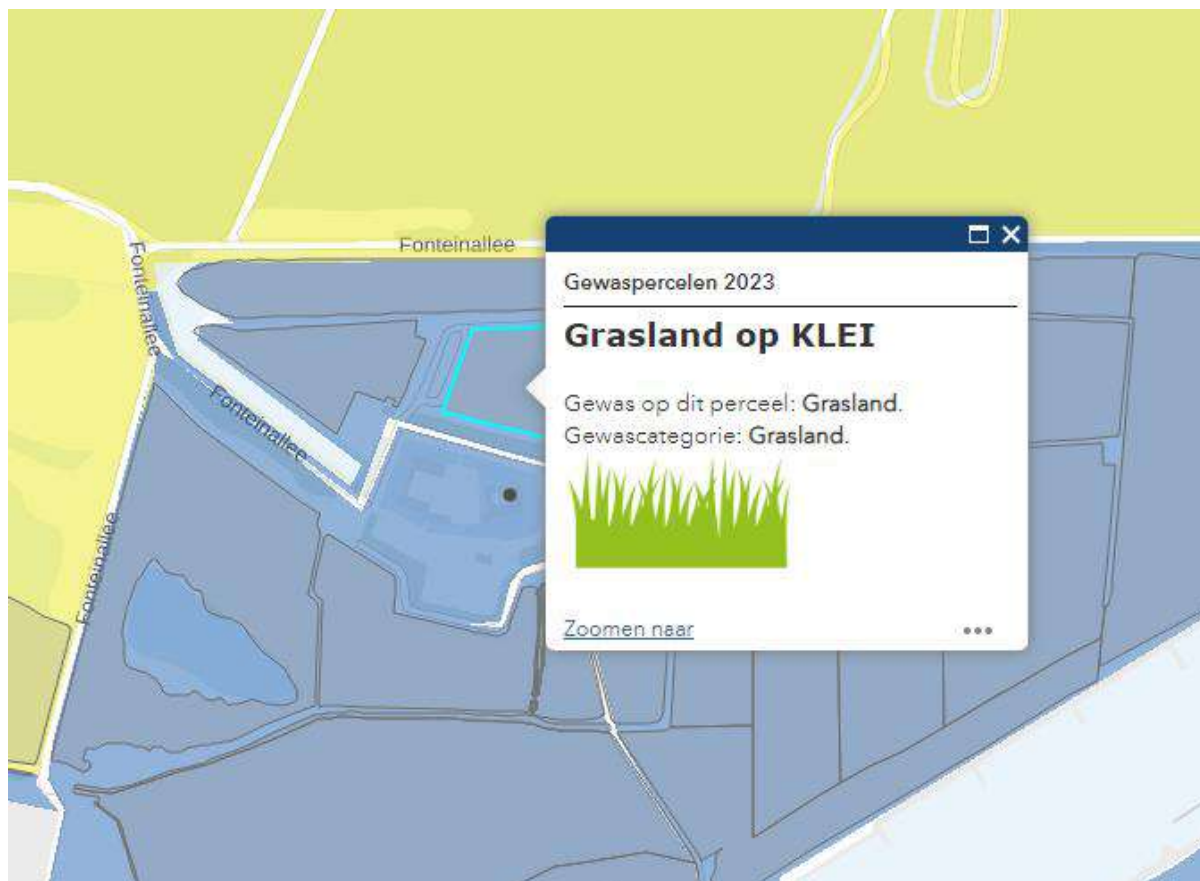 Fonteinallee
Fonteinallee
Fonteinallee
Fonteinallee
Gewaspercelen 2023
Grasland op KLEI
Gewas op dit perceel: Grasland.
Gewascategorie: Grasland.
Zoomen naar